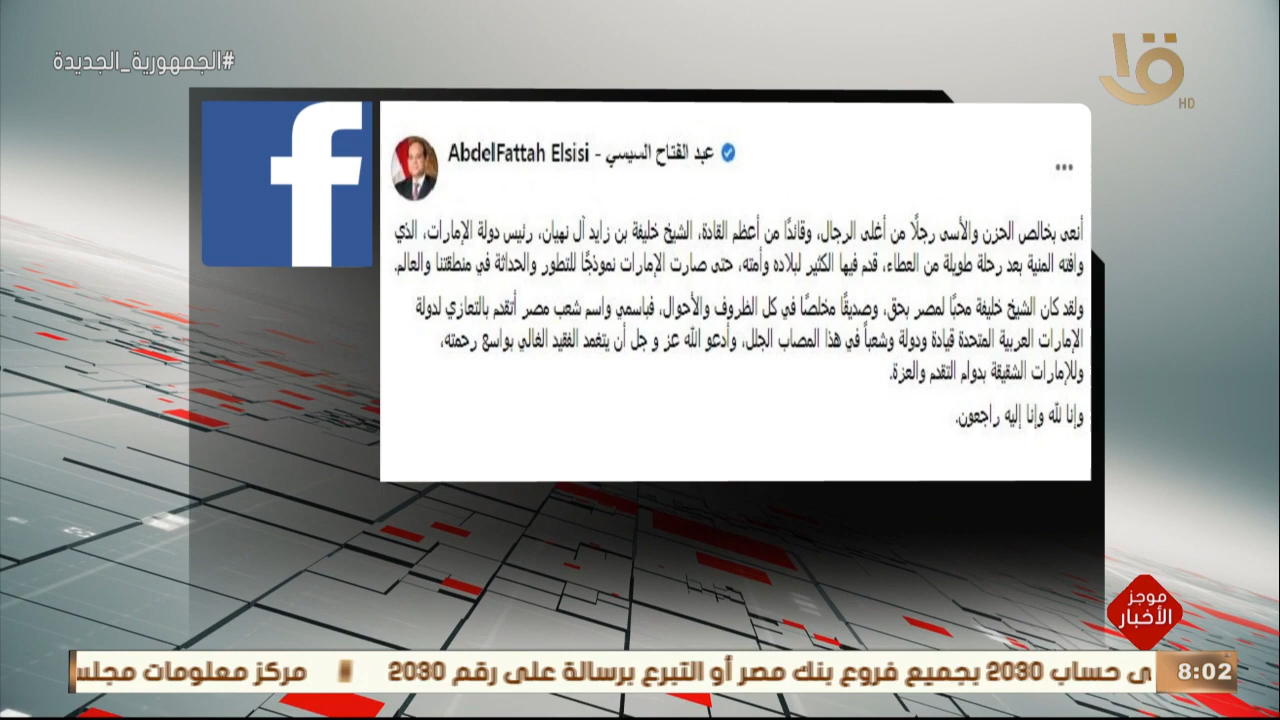 #الجمهورية_الجديدة
HD
AbdelFattah Elsisi - عبد الفتاح السيسي
أنعى بخالص الحزن والأسى رجلًا من أغلى الرجال، وقائدًا من أعظم القادة، الشيخ خليفة بن زايد آل نهيان، رئيس دولة الإمارات، الذي
وافته المنية بعد رحلة طويلة من العطاء، قدم فيها الكثير لبلاده وأمته، حتى صارت الإمارات نموذجًا للتطور والحداثة في منطقتنا والعالم.
ولقد كان الشيخ خليفة محبًا لمصر بحق، وصديقًا مخلصًا في كل الظروف والأحوال، فباسمي واسم شعب مصر أتقدم بالتعازي لدولة
الإمارات العربية المتحدة قيادة ودولة وشعباً في هذا المصاب الجلل، وأدعو الله عز و جل أن يتغمد الفقيد الغالي بواسع رحمته،
وللإمارات الشقيقة بدوام التقدم والعزة.
وإنا لله وإنا إليه راجعون.
موجز
الأخبار
8:02
حساب 2030 بجميع فروع بنك مصر أو التبرع برسالة على رقم 2030 مركز معلومات مجلس